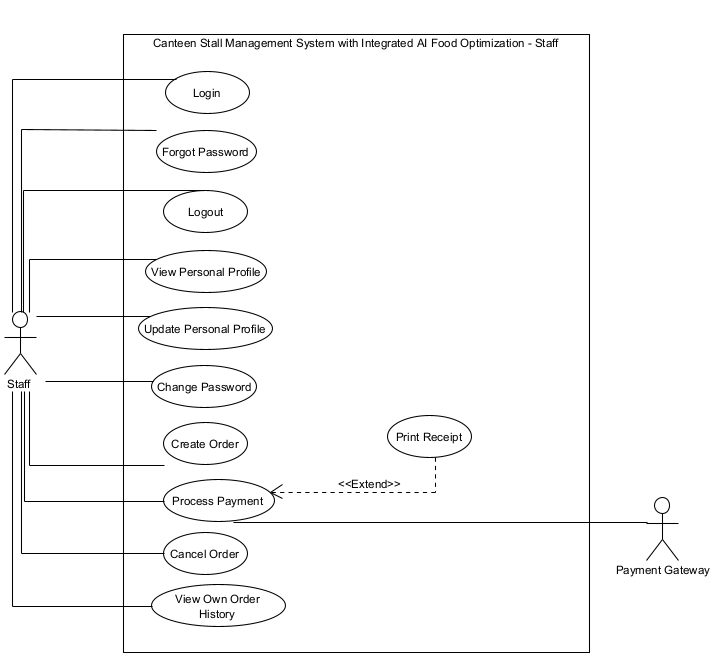 Canteen Stall Management System with Integrated AI Food Optimization - Staff
Login
Forgot Password
Logout
View Personal Profile
Update Personal Profile
Staff
Change Password
Create Order
Print Receipt
<<Extend>>
Process Payment
Cancel Order
Payment Gateway
View Own Order
History